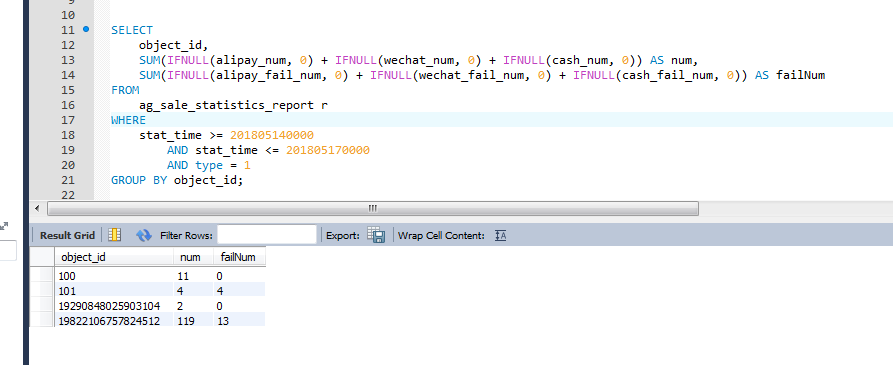 10
11 SELECT
12 object_id,
13 SUM(IFNULL(alipay_num, 0) + IFNULL(wechat_num, 0) + IFNULL(cash_num, 0)) AS num,
14 SUM(IFNULL(alipay_fail_num, 0) + IFNULL(wechat_fail_num, 0) + IFNULL(cash_fail_num, 0)) AS failNum
15 FROM
16 ag_sale_statistics_report r
17 WHERE
18 stat_time >= 201805140000
19 AND stat_time <= 201805170000
20 AND type = 1
21 GROUP BY object_id;
22
Result Grid Filter Rows: Export: Wrap Cell Content:
object_id num failNum
100 11 0
101 4 4
19290848025903104 2 0
19822106757824512 119 13